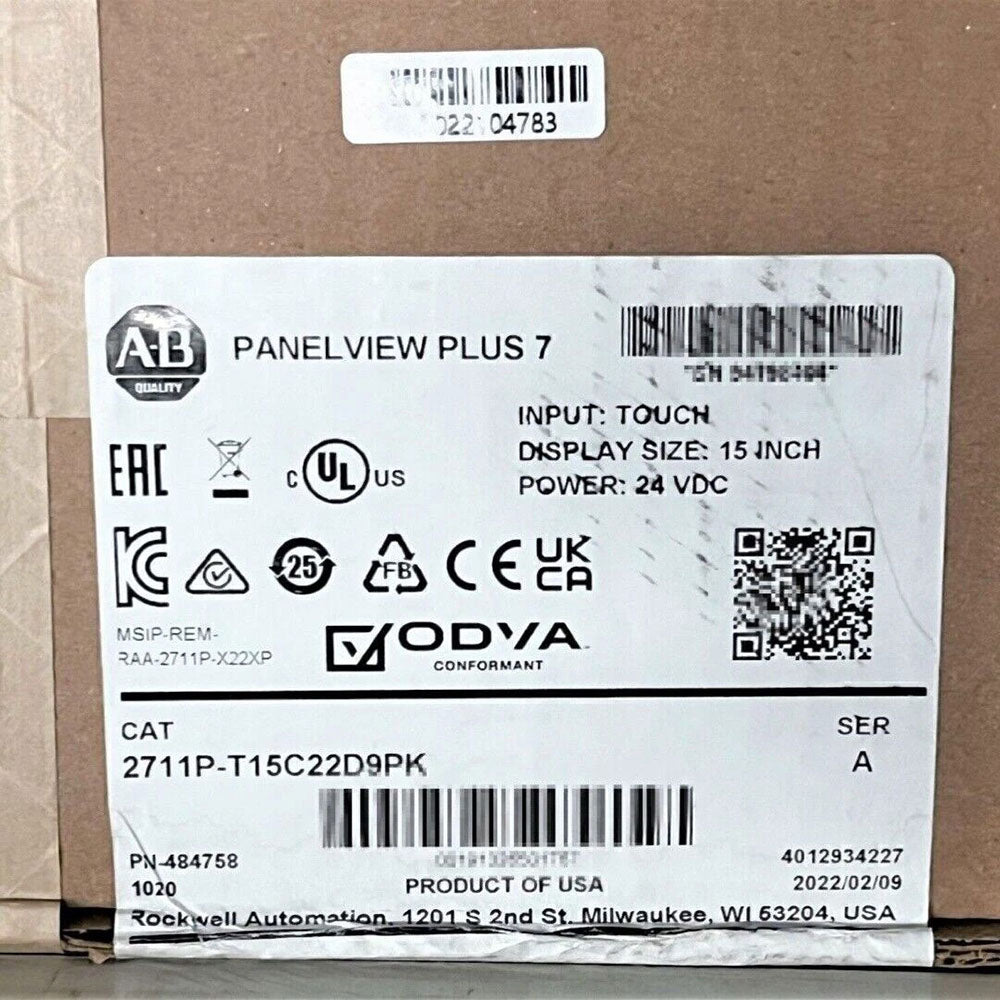 04783
AB
QUALITY
PANELVIEW PLUS 7
INPUT: TOUCH
DISPLAY SIZE: 15 INCH
POWER: 24 VDC
EAC
C UL US
25
FB
CE
UK
CA
MSIP-REM-
RAA-2711P-X22XP
ODVA
CONFORMANT
CAT
SER
2711P-T15C22D9PK
A
PN-484758
4012934227
1020
PRODUCT OF USA
2022/02/09
Rockwell Automation, 1201 S 2nd St. Milwaukee, WI 53204, USA